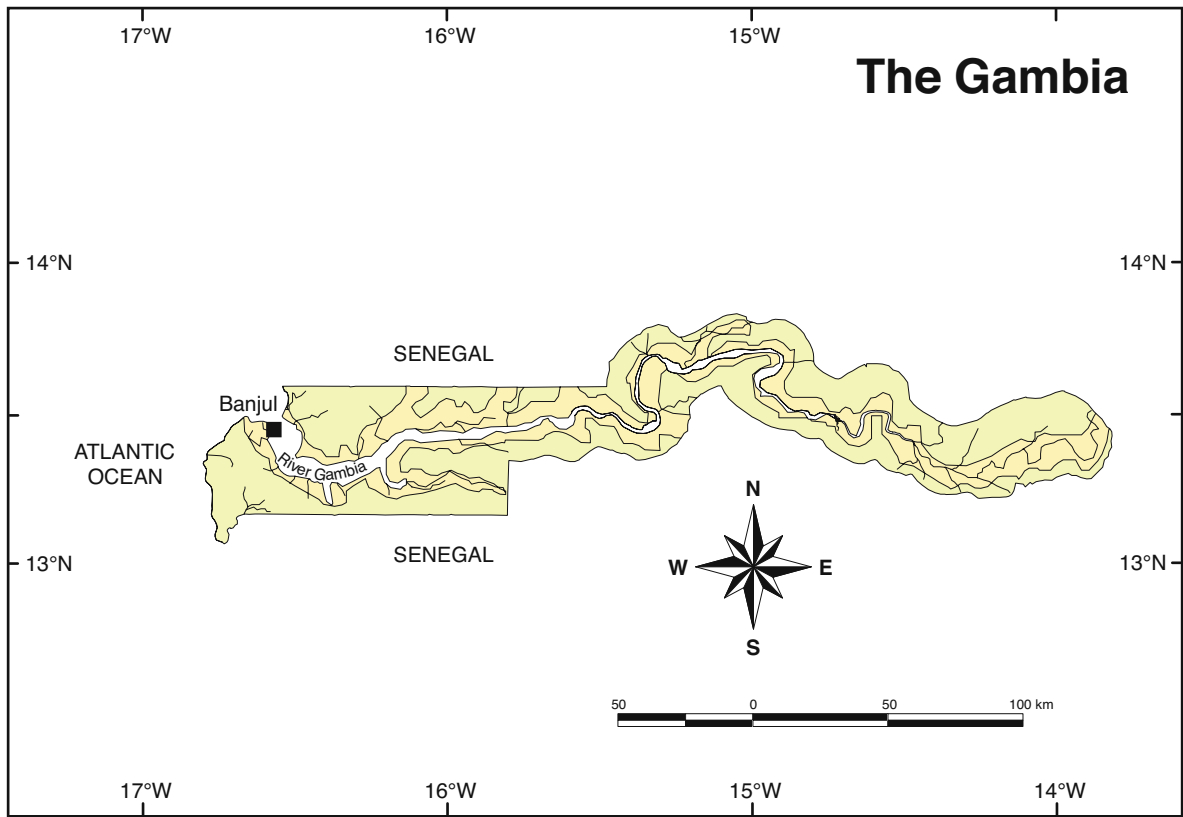 17°W 16°W 15°W
The Gambia
14°N 14°N
SENEGAL
Banjul
ATLANTIC
OCEAN
River Gambia
N
SENEGAL
13°N 13°N
W E
S
50 0 50 100 km
17°W 16°W 15°W 14°W